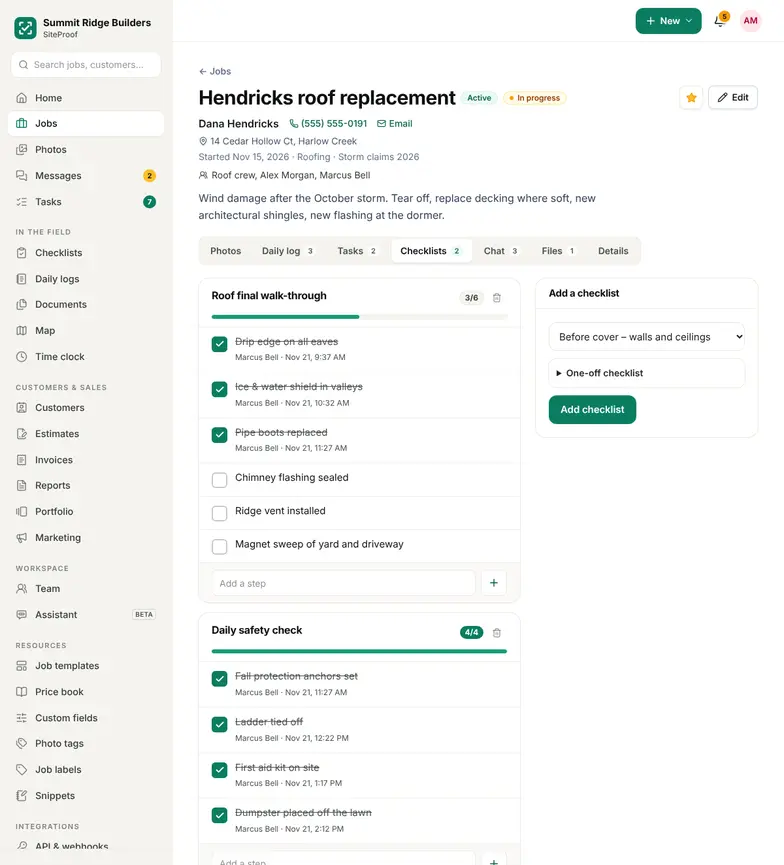 Summit Ridge Builders
SiteProof
Search jobs, customers...
Home
Jobs
Photos
Messages 2
Tasks 7
IN THE FIELD
Checklists
Daily logs
Documents
Map
Time clock
CUSTOMERS & SALES
Customers
Estimates
Invoices
Reports
Portfolio
Marketing
WORKSPACE
Team
Assistant BETA
RESOURCES
Job templates
Price book
Custom fields
Photo tags
Job labels
Snippets
INTEGRATIONS
API & webhooks
+ New
5
AM
← Jobs
Hendricks roof replacement Active In progress
Edit
Dana Hendricks (555) 555-0191 Email
14 Cedar Hollow Ct, Harlow Creek
Started Nov 15, 2026 · Roofing · Storm claims 2026
Roof crew, Alex Morgan, Marcus Bell
Wind damage after the October storm. Tear off, replace decking where soft, new
architectural shingles, new flashing at the dormer.
Photos Daily log 3 Tasks 2 Checklists 2 Chat 3 Files 1 Details
Roof final walk-through 3/6
Drip edge on all eaves
Marcus Bell · Nov 21, 9:37 AM
Ice & water shield in valleys
Marcus Bell · Nov 21, 10:32 AM
Pipe boots replaced
Marcus Bell · Nov 21, 11:27 AM
Chimney flashing sealed
Ridge vent installed
Magnet sweep of yard and driveway
Add a step +
Daily safety check 4/4
Fall protection anchors set
Marcus Bell · Nov 21, 11:27 AM
Ladder tied off
Marcus Bell · Nov 21, 12:22 PM
First aid kit on site
Marcus Bell · Nov 21, 1:17 PM
Dumpster placed off the lawn
Marcus Bell · Nov 21, 2:12 PM
Add a step +
Add a checklist
Before cover – walls and ceilings
One-off checklist
Add checklist